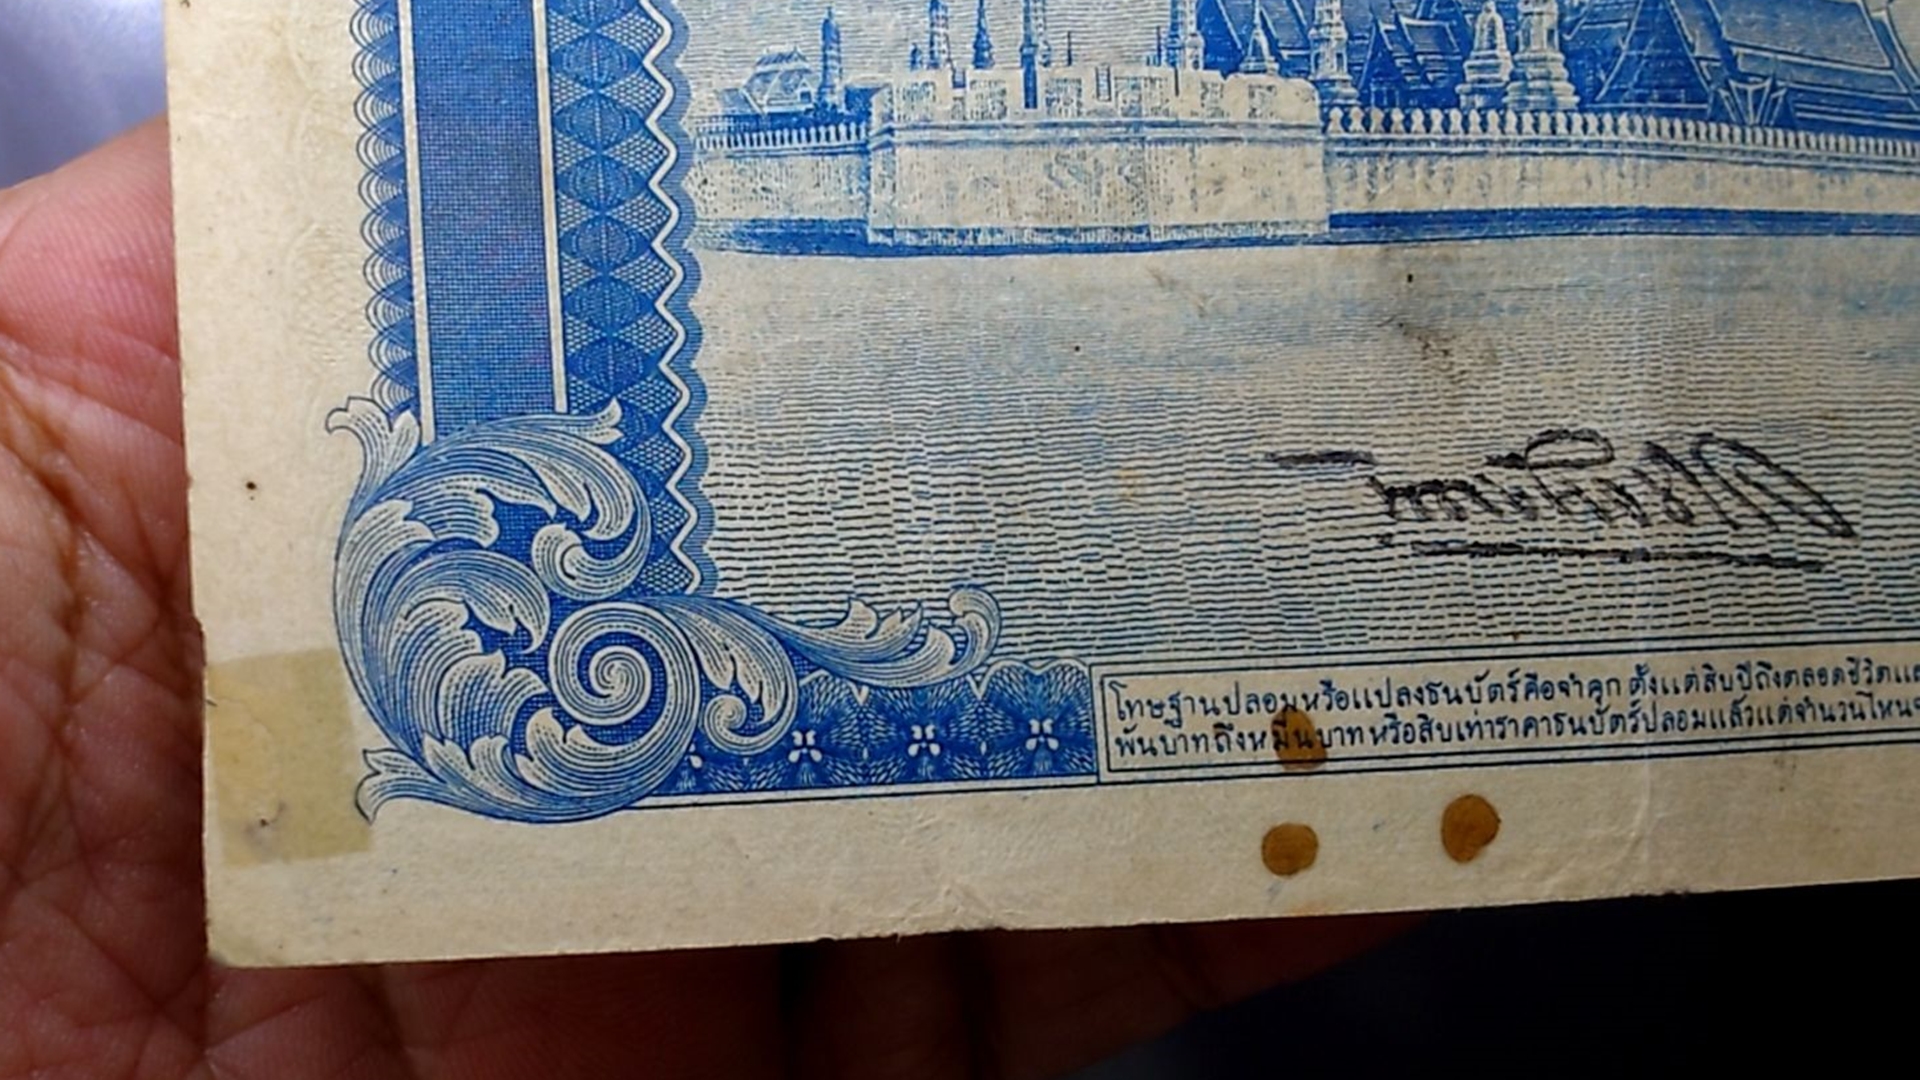 โทษฐานปลอมหรือแปลงธนบัตร์คือจำคุก ตั้งแต่สิบปีถึงตลอดชีวิตแล
พันบาทถึงหมื่นบาท หรือสิบเท่าราคาธนบัตร์ปลอมแล้วแต่จำนวนไหน